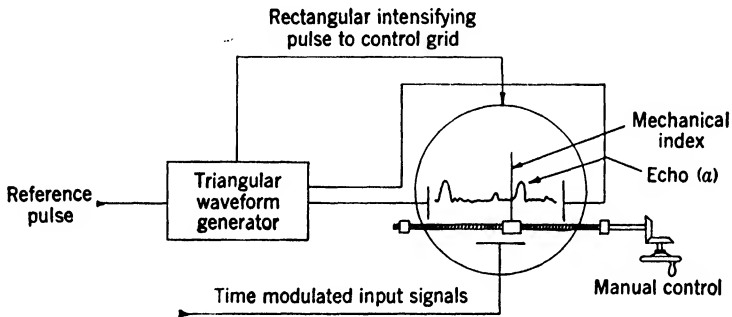 Rectangular intensifying
pulse to control grid
Mechanical
index
Echo (a)
Triangular
waveform
generator
Reference
pulse
Manual control
Time modulated input signals